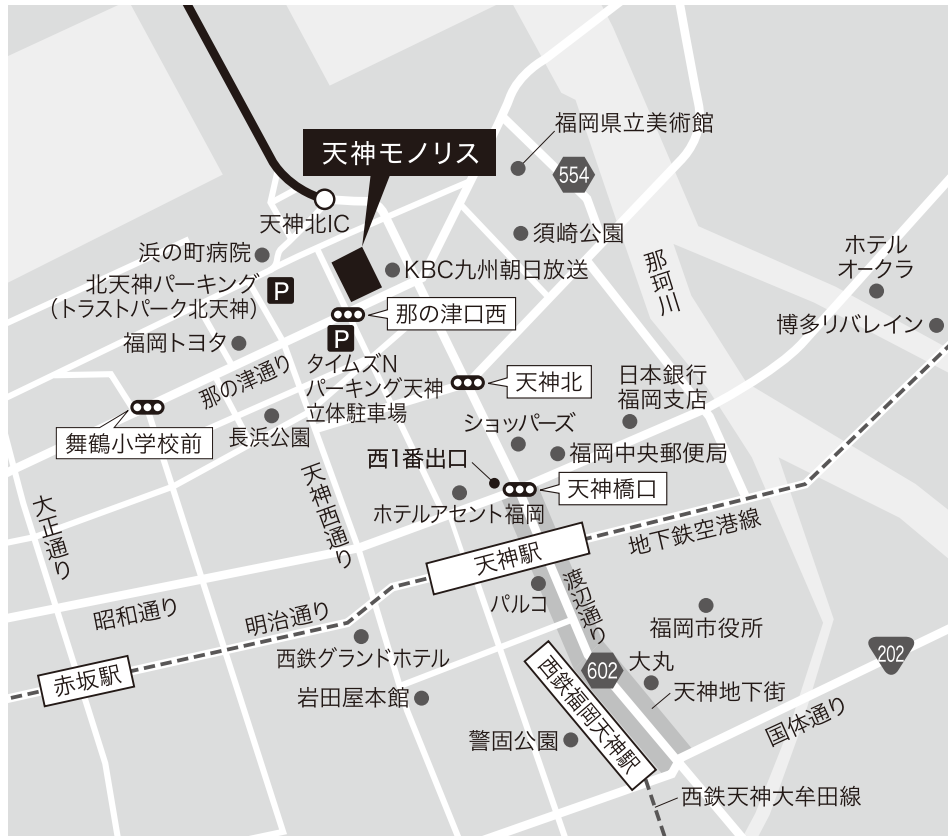 福岡県立美術館
天神モノリス
554
天神北IC
須崎公園
浜の町病院
ホテル
オークラ
那珂川
KBC九州朝日放送
北天神パーキング
(トラストパーク北天神)
P
那の津口西
博多リバレイン
福岡トヨタ
P
那の津通り
タイムズN
パーキング天神
立体駐車場
天神北
日本銀行
福岡支店
舞鶴小学校前
長浜公園
ショッパーズ
福岡中央郵便局
西1番出口
天神橋口
天神西通り
ホテルアセント福岡
大正通り
地下鉄空港線
天神駅
昭和通り
明治通り
パルコ
渡辺通り
福岡市役所
西鉄グランドホテル
赤坂駅
岩田屋本館
西鉄福岡天神駅
602
大丸
天神地下街
202
国体通り
警固公園
西鉄天神大牟田線